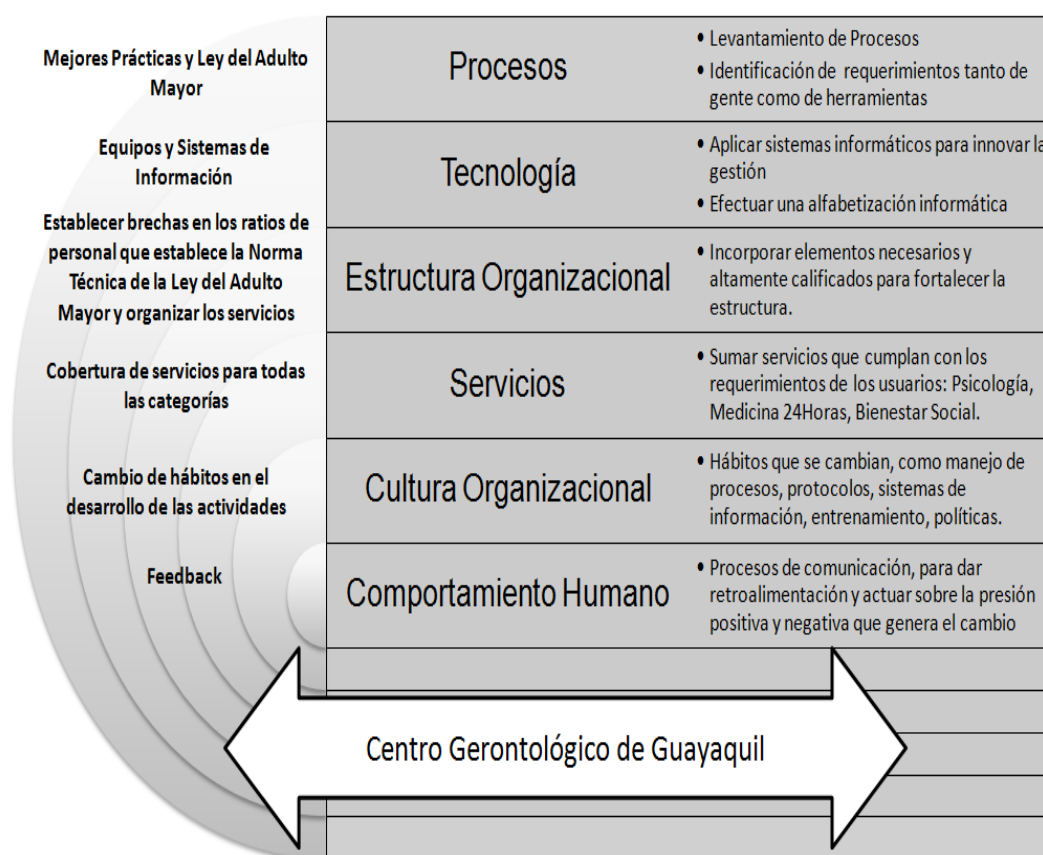 Mejores Prácticas y Ley del Adulto
Mayor
Procesos
• Levantamiento de Procesos
• Identificación de requerimientos tanto de
gente como de herramientas
Equipos y Sistemas de
Información
Tecnología
• Aplicar sistemas informáticos para innovar la
gestión
• Efectuar una alfabetización informática
Establecer brechas en los ratios de
personal que establece la Norma
Técnica de la Ley del Adulto
Mayor y organizar los servicios
Estructura Organizacional
• Incorporar elementos necesarios y
altamente calificados para fortalecer la
estructura.
Cobertura de servicios para todas
las categorías
Servicios
• Sumar servicios que cumplan con los
requerimientos de los usuarios: Psicología,
Medicina 24Horas, Bienestar Social.
Cambio de hábitos en el
desarrollo de las actividades
Cultura Organizacional
• Hábitos que se cambian, como manejo de
procesos, protocolos, sistemas de
información, entrenamiento, políticas.
Feedback
Comportamiento Humano
• Procesos de comunicación, para dar
retroalimentación y actuar sobre la presión
positiva y negativa que genera el cambio
Centro Gerontológico de Guayaquil